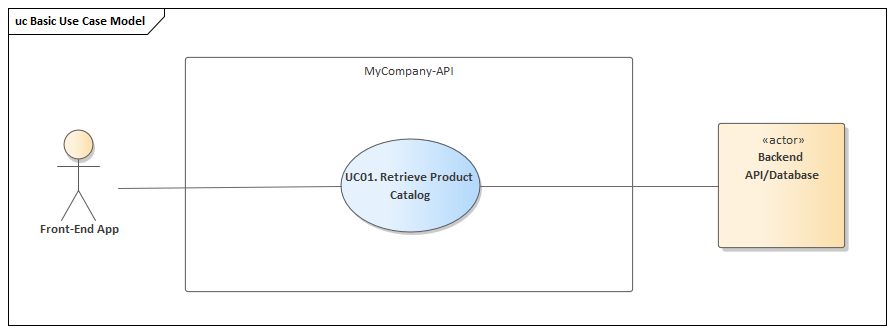 uc Basic Use Case Model
MyCompany-API
«actor»
Backend
API/Database
UC01. Retrieve Product
Catalog
Front-End App